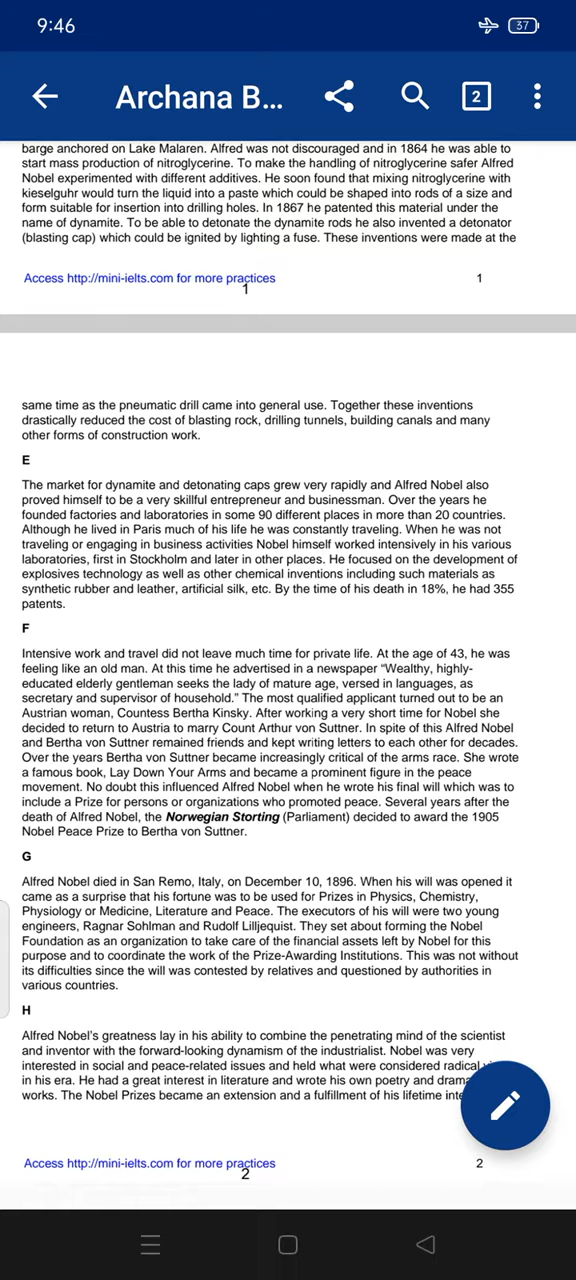 9:46
37
Archana B...
2
barge anchored on Lake Malaren. Alfred was not discouraged and in 1864 he was able to
start mass production of nitroglycerine. To make the handling of nitroglycerine safer Alfred
Nobel experimented with different additives. He soon found that mixing nitroglycerine with
kieselguhr would turn the liquid into a paste which could be shaped into rods of a size and
form suitable for insertion into drilling holes. In 1867 he patented this material under the
name of dynamite. To be able to detonate the dynamite rods he also invented a detonator
(blasting cap) which could be ignited by lighting a fuse. These inventions were made at the
Access http://mini-ielts.com for more practices
1
1
same time as the pneumatic drill came into general use. Together these inventions
drastically reduced the cost of blasting rock, drilling tunnels, building canals and many
other forms of construction work.
E
The market for dynamite and detonating caps grew very rapidly and Alfred Nobel also
proved himself to be a very skillful entrepreneur and businessman. Over the years he
founded factories and laboratories in some 90 different places in more than 20 countries.
Although he lived in Paris much of his life he was constantly traveling. When he was not
traveling or engaging in business activities Nobel himself worked intensively in his various
laboratories, first in Stockholm and later in other places. He focused on the development of
explosives technology as well as other chemical inventions including such materials as
synthetic rubber and leather, artificial silk, etc. By the time of his death in 18%, he had 355
patents.
F
Intensive work and travel did not leave much time for private life. At the age of 43, he was
feeling like an old man. At this time he advertised in a newspaper “Wealthy, highly-
educated elderly gentleman seeks the lady of mature age, versed in languages, as
secretary and supervisor of household.” The most qualified applicant turned out to be an
Austrian woman, Countess Bertha Kinsky. After working a very short time for Nobel she
decided to return to Austria to marry Count Arthur von Suttner. In spite of this Alfred Nobel
and Bertha von Suttner remained friends and kept writing letters to each other for decades.
Over the years Bertha von Suttner became increasingly critical of the arms race. She wrote
a famous book, Lay Down Your Arms and became a prominent figure in the peace
movement. No doubt this influenced Alfred Nobel when he wrote his final will which was to
include a Prize for persons or organizations who promoted peace. Several years after the
death of Alfred Nobel, the Norwegian Storting (Parliament) decided to award the 1905
Nobel Peace Prize to Bertha von Suttner.
G
Alfred Nobel died in San Remo, Italy, on December 10, 1896. When his will was opened it
came as a surprise that his fortune was to be used for Prizes in Physics, Chemistry,
Physiology or Medicine, Literature and Peace. The executors of his will were two young
engineers, Ragnar Sohlman and Rudolf Lilljequist. They set about forming the Nobel
Foundation as an organization to take care of the financial assets left by Nobel for this
purpose and to coordinate the work of the Prize-Awarding Institutions. This was not without
its difficulties since the will was contested by relatives and questioned by authorities in
various countries.
H
Alfred Nobel’s greatness lay in his ability to combine the penetrating mind of the scientist
and inventor with the forward-looking dynamism of the industrialist. Nobel was very
interested in social and peace-related issues and held what were considered radical
in his era. He had a great interest in literature and wrote his own poetry and
works. The Nobel Prizes became an extension and a fulfillment of his lifetime
Access http://mini-ielts.com for more practices
2
2